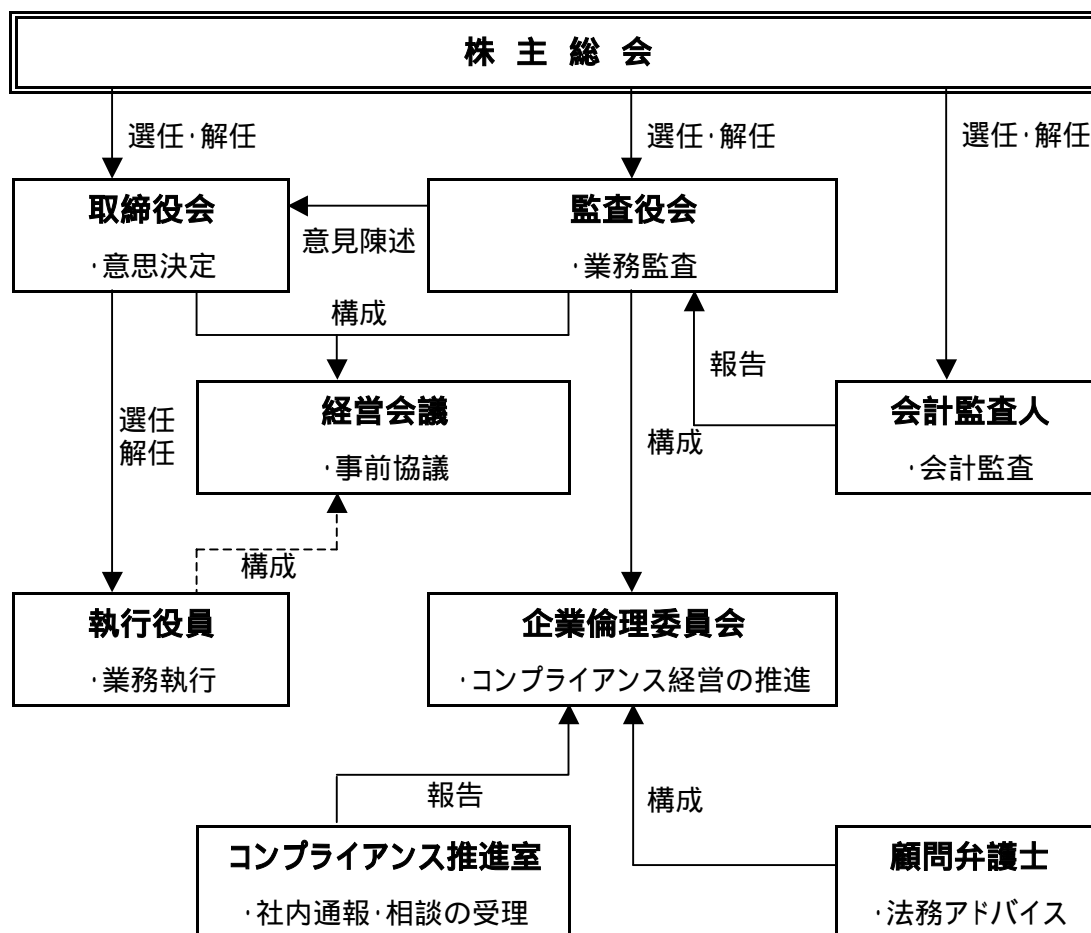 株 主 総 会
選任・解任
選任・解任
選任・解任
取締役会
・意思決定
意見陳述
監査役会
・業務監査
構成
報告
選任
解任
経営会議
・事前協議
構成
会計監査人
・会計監査
構成
執行役員
・業務執行
企業倫理委員会
・コンプライアンス経営の推進
報告
構成
コンプライアンス推進室
・社内通報・相談の受理
顧問弁護士
・法務アドバイス